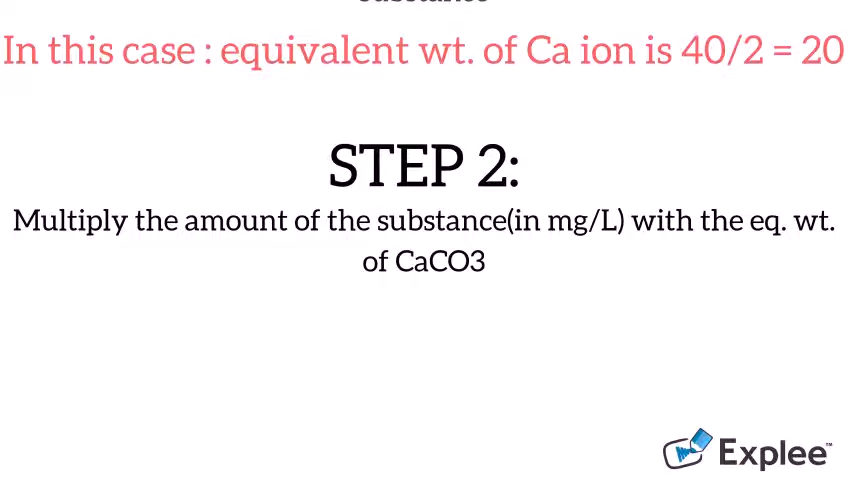 In this case : equivalent wt. of Ca ion is 40/2 = 20
STEP 2:
Multiply the amount of the substance(in mg/L) with the eq. wt.
of CaCO3
Explee™